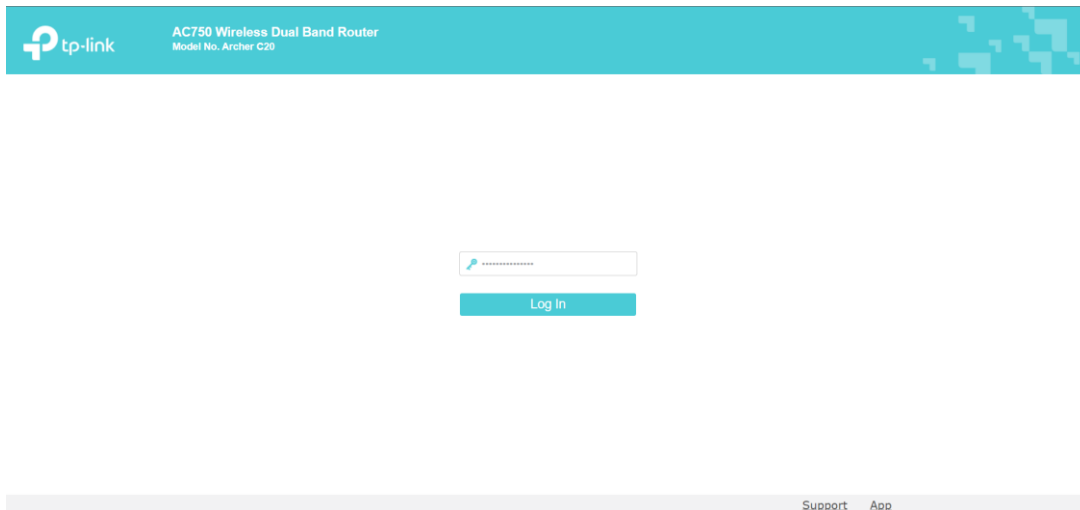 tp-link
AC750 Wireless Dual Band Router
Model No. Archer C20
Log In
Support App